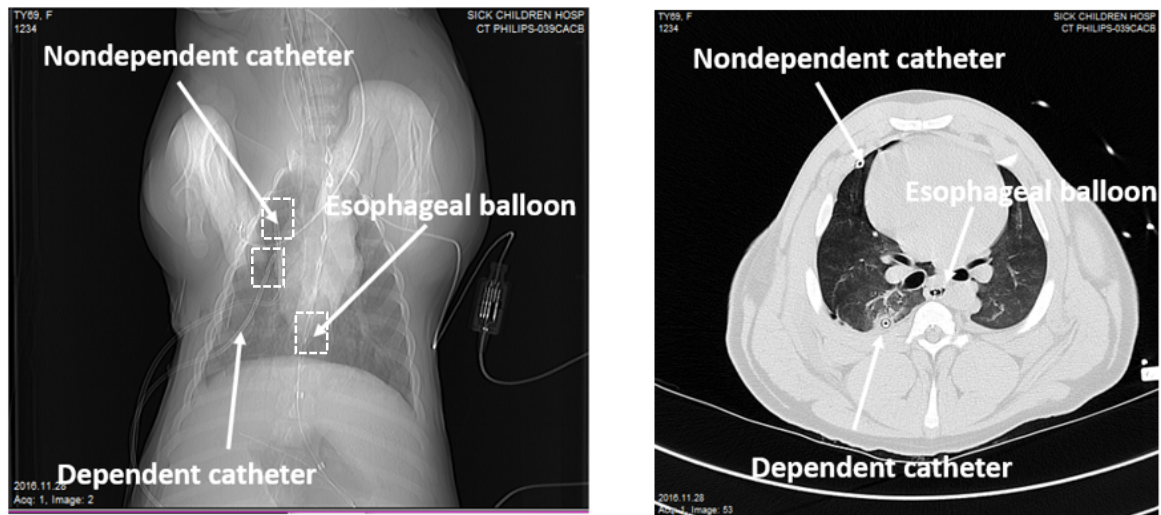 TY69, F
1234
SICK CHILDREN HOSP
CT PHILIPS-039CACB
Nondependent catheter
Esophageal balloon
Dependent catheter
2016.11.28
Acq: 1, Image: 2
TY69, F
1234
SICK CHILDREN HOSP
CT PHILIPS-039CACB
Nondependent catheter
Esophageal balloon
Dependent catheter
2016.11.28
Acq: 1, Image: 53